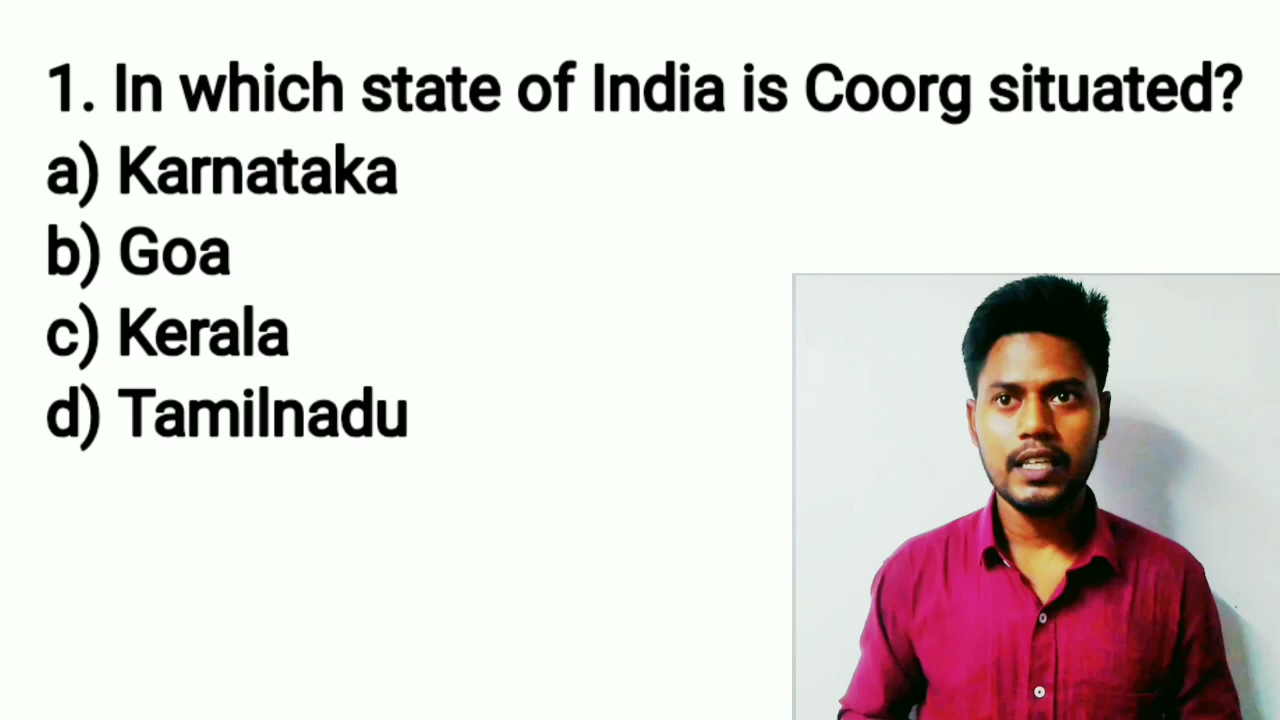 1. In which state of India is Coorg situated?
a) Karnataka
b) Goa
c) Kerala
d) Tamilnadu